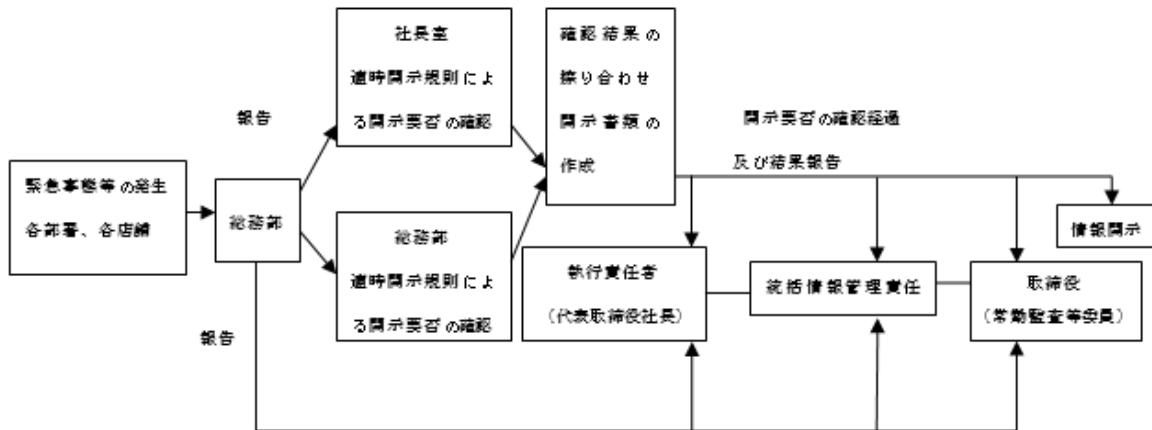 緊急事態等の発生
各部署、各店舗
総務部
報告
報告
社長室
適時開示規則によ
る開示要否の確認
総務部
適時開示規則によ
る開示要否の確認
確認結果の
擦り合わせ
開示書類の
作成
開示要否の確認経過
及び結果報告
執行責任者
（代表取締役社長）
統括情報管理責任
取締役
（常勤監査等委員）
情報開示